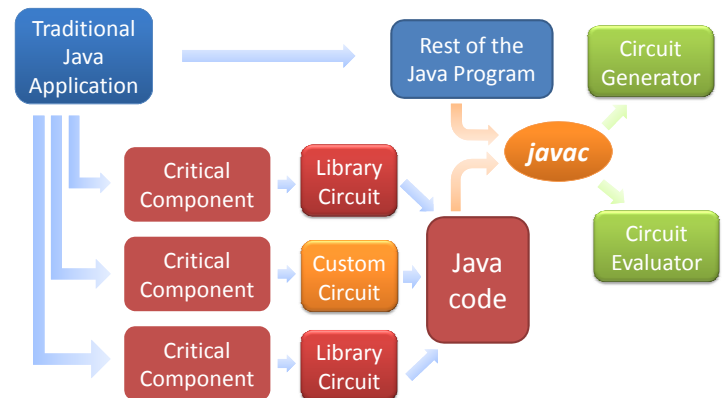 Traditional
Java
Application
Rest of the
Java Program
Circuit
Generator
javac
Critical
Component
Library
Circuit
Critical
Component
Custom
Circuit
Java
code
Circuit
Evaluator
Critical
Component
Library
Circuit